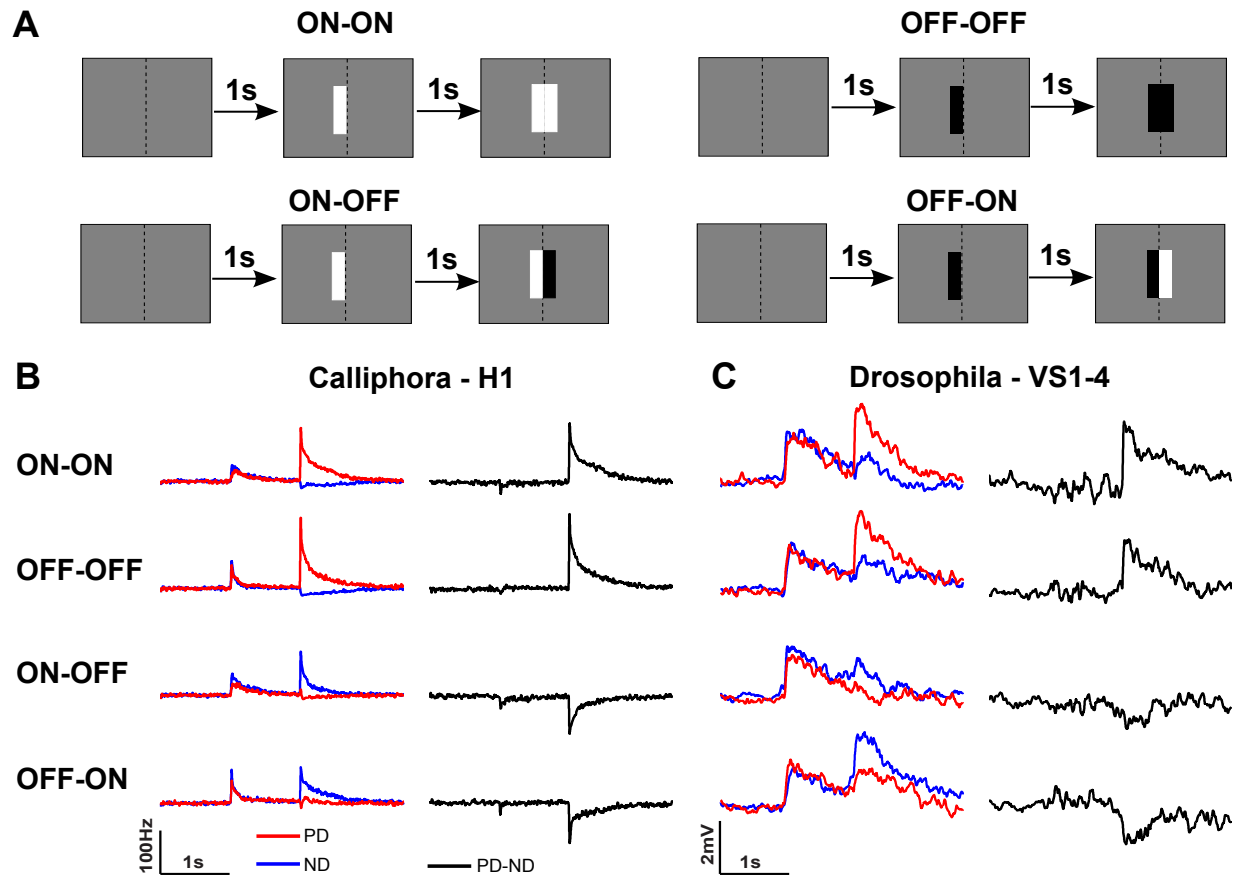 A
ON-ON
OFF-OFF
1s
1s
1s
1s
ON-OFF
OFF-ON
1s
1s
1s
1s
B
Calliphora - H1
C
Drosophila - VS1-4
ON-ON
OFF-OFF
ON-OFF
OFF-ON
100Hz
1s
PD
ND
PD-ND
2mV
1s